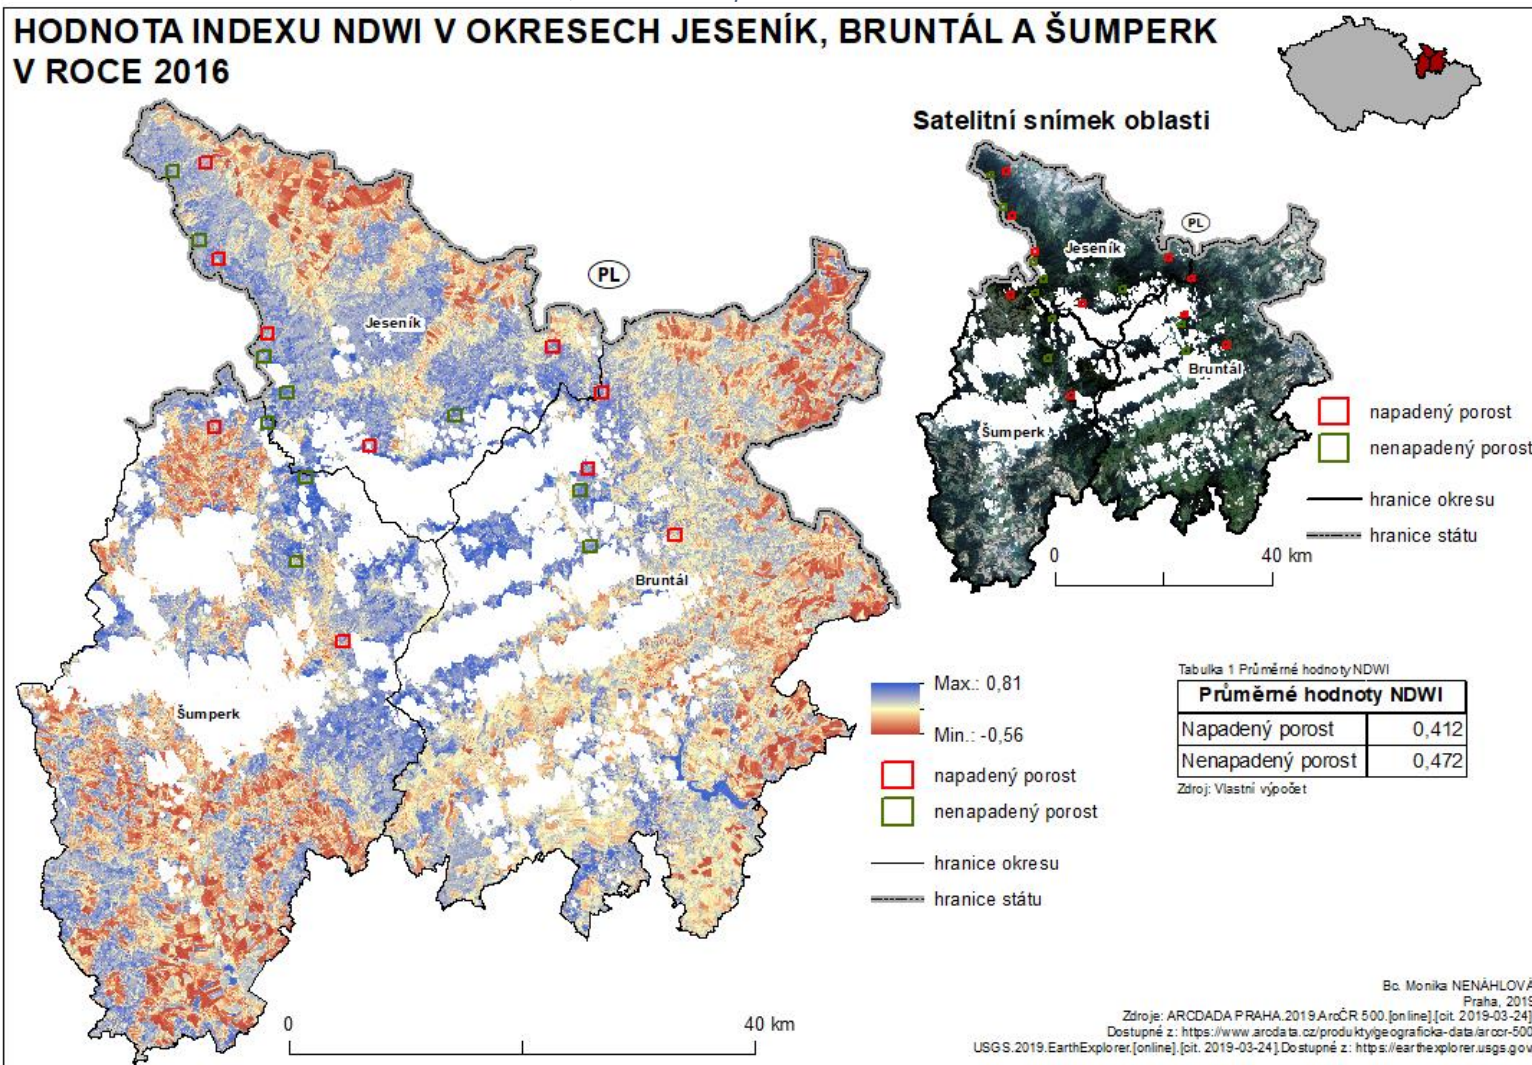 HODNOTA INDEXU NDWI V OKRESECH JESENÍK, BRUNTÁL A ŠUMPERK
V ROCE 2016
Satelitní snímek oblasti
PL
Jeseník
Bruntál
Šumperk
PL
Jeseník
Bruntál
Šumperk
napadený porost
nenapadený porost
hranice okresu
hranice státu
0 40 km
Max.: 0,81
Min.: -0,56
napadený porost
nenapadený porost
hranice okresu
hranice státu
Tabulka 1 Průměrné hodnoty NDWI
Průměrné hodnoty NDWI
Napadený porost 0,412
Nenapadený porost 0,472
Zdroj: Vlastní výpočet
0 40 km
Bc. Monika NENÁHLOVÁ
Praha, 2019
Zdroje: ARCDADA PRAHA.2019.ArcČR 500.[online].[cit. 2019-03-24]
Dostupné z: https://www.arcdata.cz/produkty/geograficka-data/arccr-500
USGS.2019.EarthExplorer.[online].[cit. 2019-03-24].Dostupné z: https://earthexplorer.usgs.gov